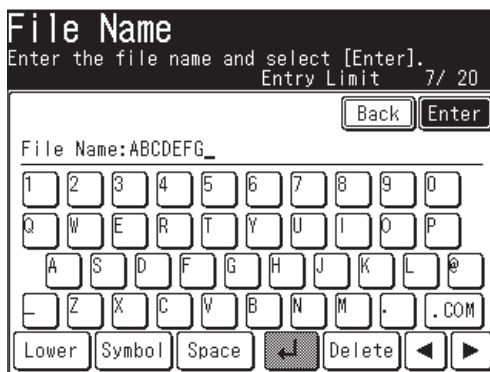 File Name
Enter the file name and select [Enter].
Entry Limit 7/ 20
Back Enter
File Name:ABCDEFG_
1 2 3 4 5 6 7 8 9 0
Q W E R T Y U I O P
A S D F G H J K L @
_ Z X C V B N M . .COM
Lower Symbol Space ↵ Delete ◀ ▶